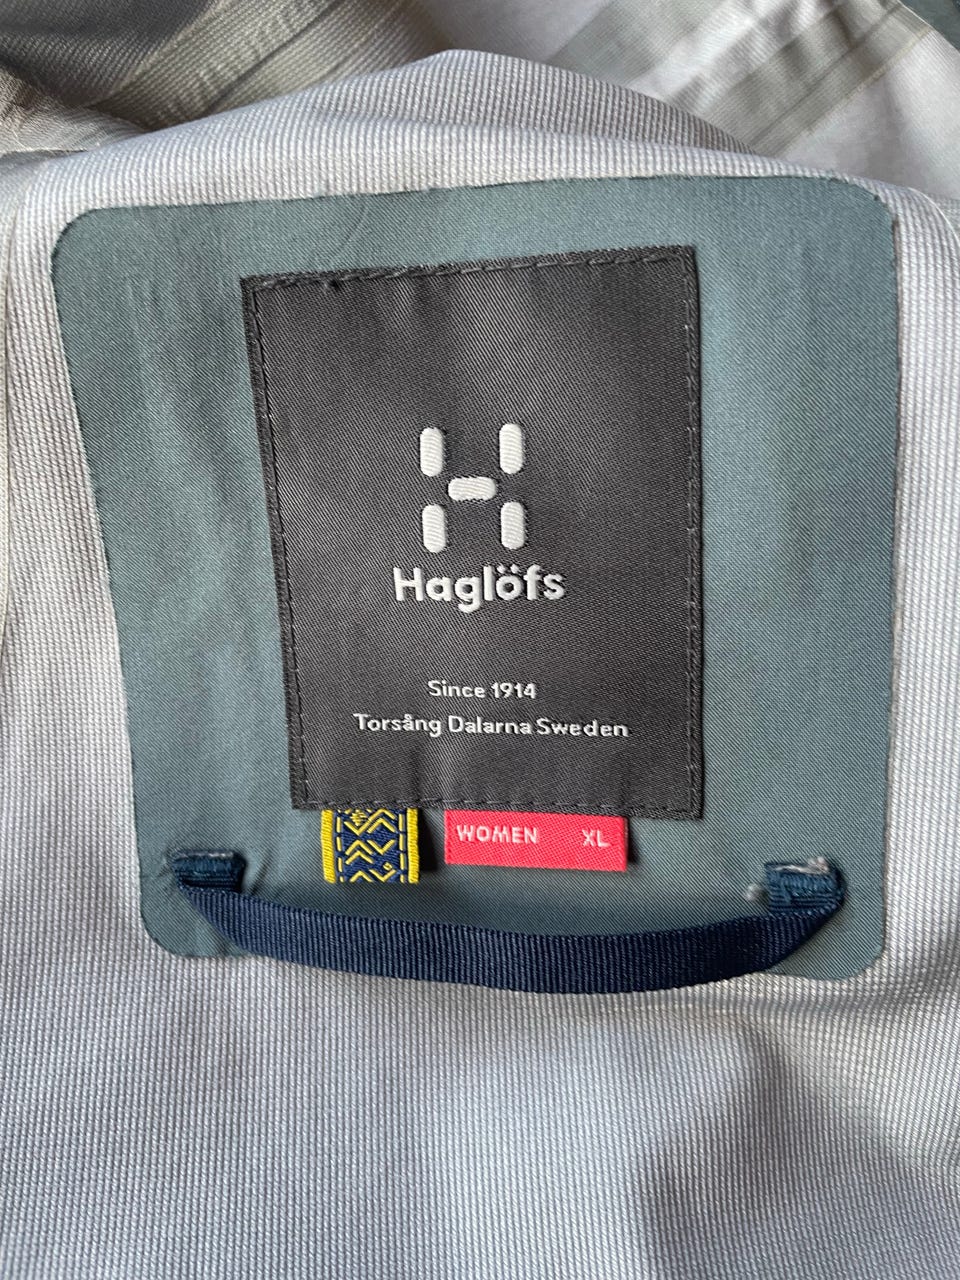 Haglöfs
Since 1914
Torsång Dalarna Sweden
WOMEN XL